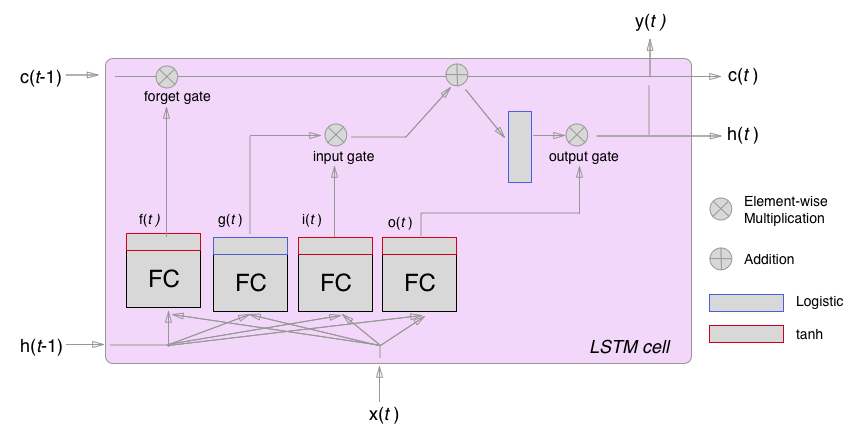 y(t)
c(t-1)
c(t)
forget gate
h(t)
input gate
output gate
f(t)
g(t)
i(t)
o(t)
FC
FC
FC
FC
h(t-1)
LSTM cell
x(t)
Element-wise
Multiplication
Addition
Logistic
tanh